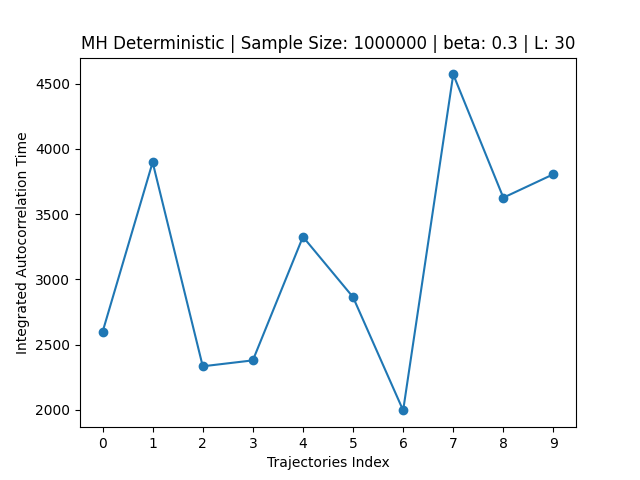 MH Deterministic | Sample Size: 1000000 | beta: 0.3 | L: 30
Integrated Autocorrelation Time
4500
4000
3500
3000
2500
2000
0 1 2 3 4 5 6 7 8 9
Trajectories Index